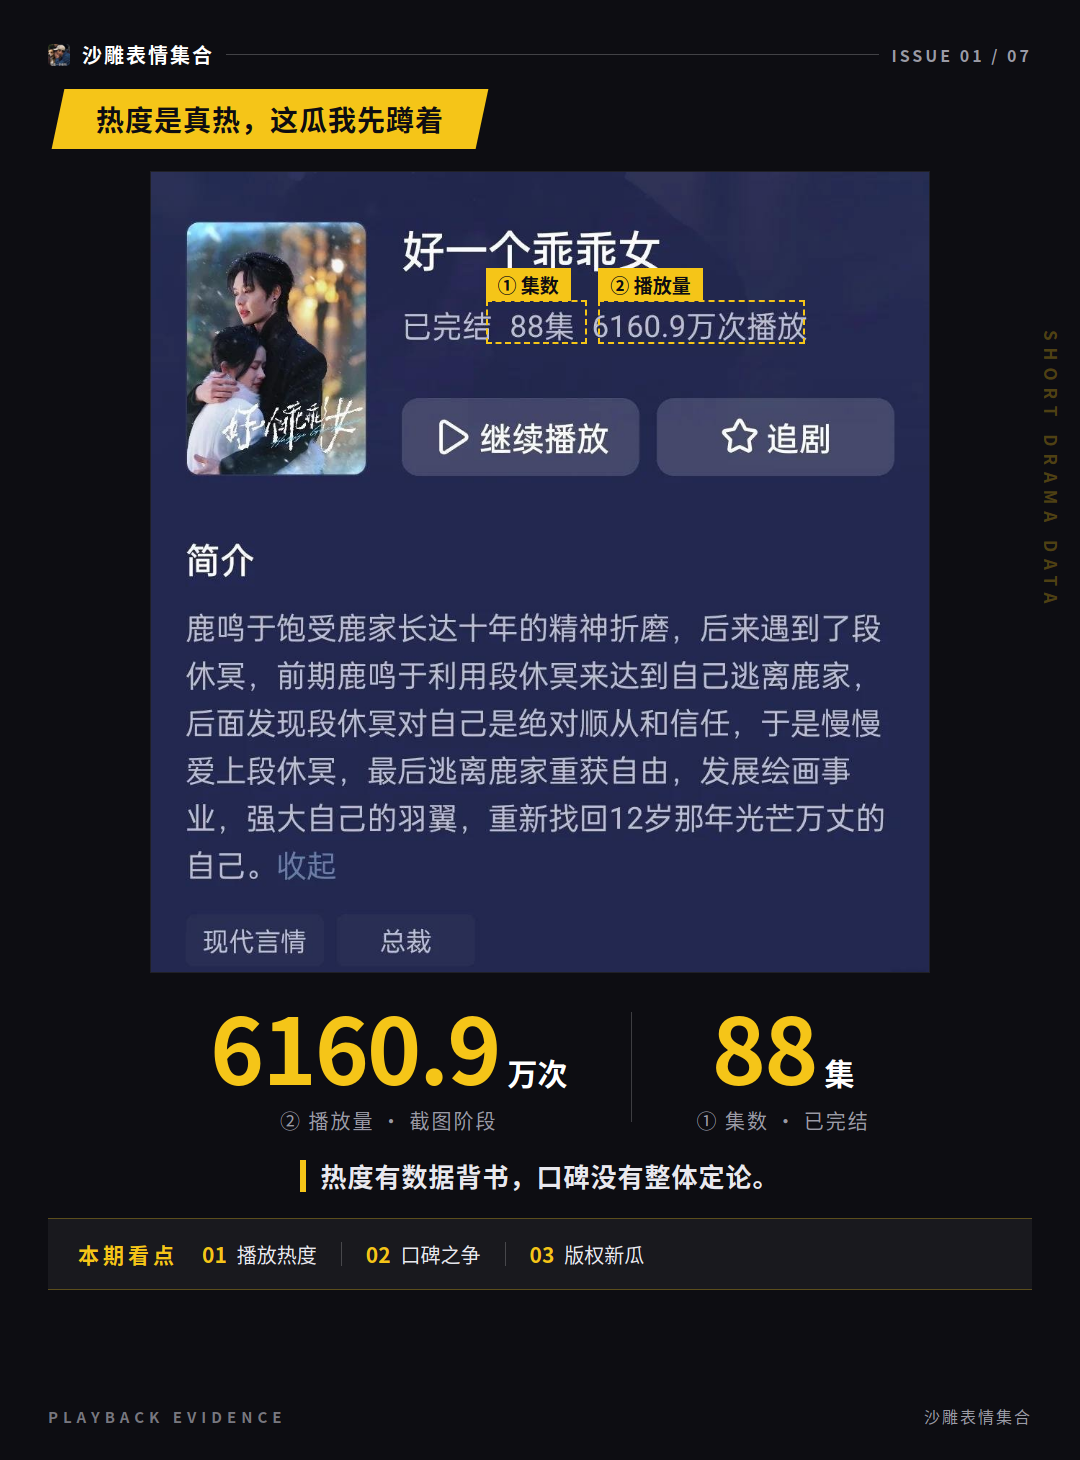 沙雕表情集合
ISSUE 01 / 07
热度是真热，这瓜我先蹲着
好一个乖乖女
① 集数
② 播放量
已完结 88集 6160.9万次播放
好一个乖乖女
继续播放
追剧
SHORT DRAMA DATA
简介
鹿鸣于饱受鹿家长达十年的精神折磨，后来遇到了段
休冥，前期鹿鸣于利用段休冥来达到自己逃离鹿家，
后面发现段休冥对自己是绝对顺从和信任，于是慢慢
爱上段休冥，最后逃离鹿家重获自由，发展绘画事
业，强大自己的羽翼，重新找回12岁那年光芒万丈的
自己。收起
现代言情
总裁
6160.9万次
88集
② 播放量 · 截图阶段
① 集数 · 已完结
热度有数据背书，口碑没有整体定论。
本期看点 01 播放热度 02 口碑之争 03 版权新瓜
PLAYBACK EVIDENCE
沙雕表情集合